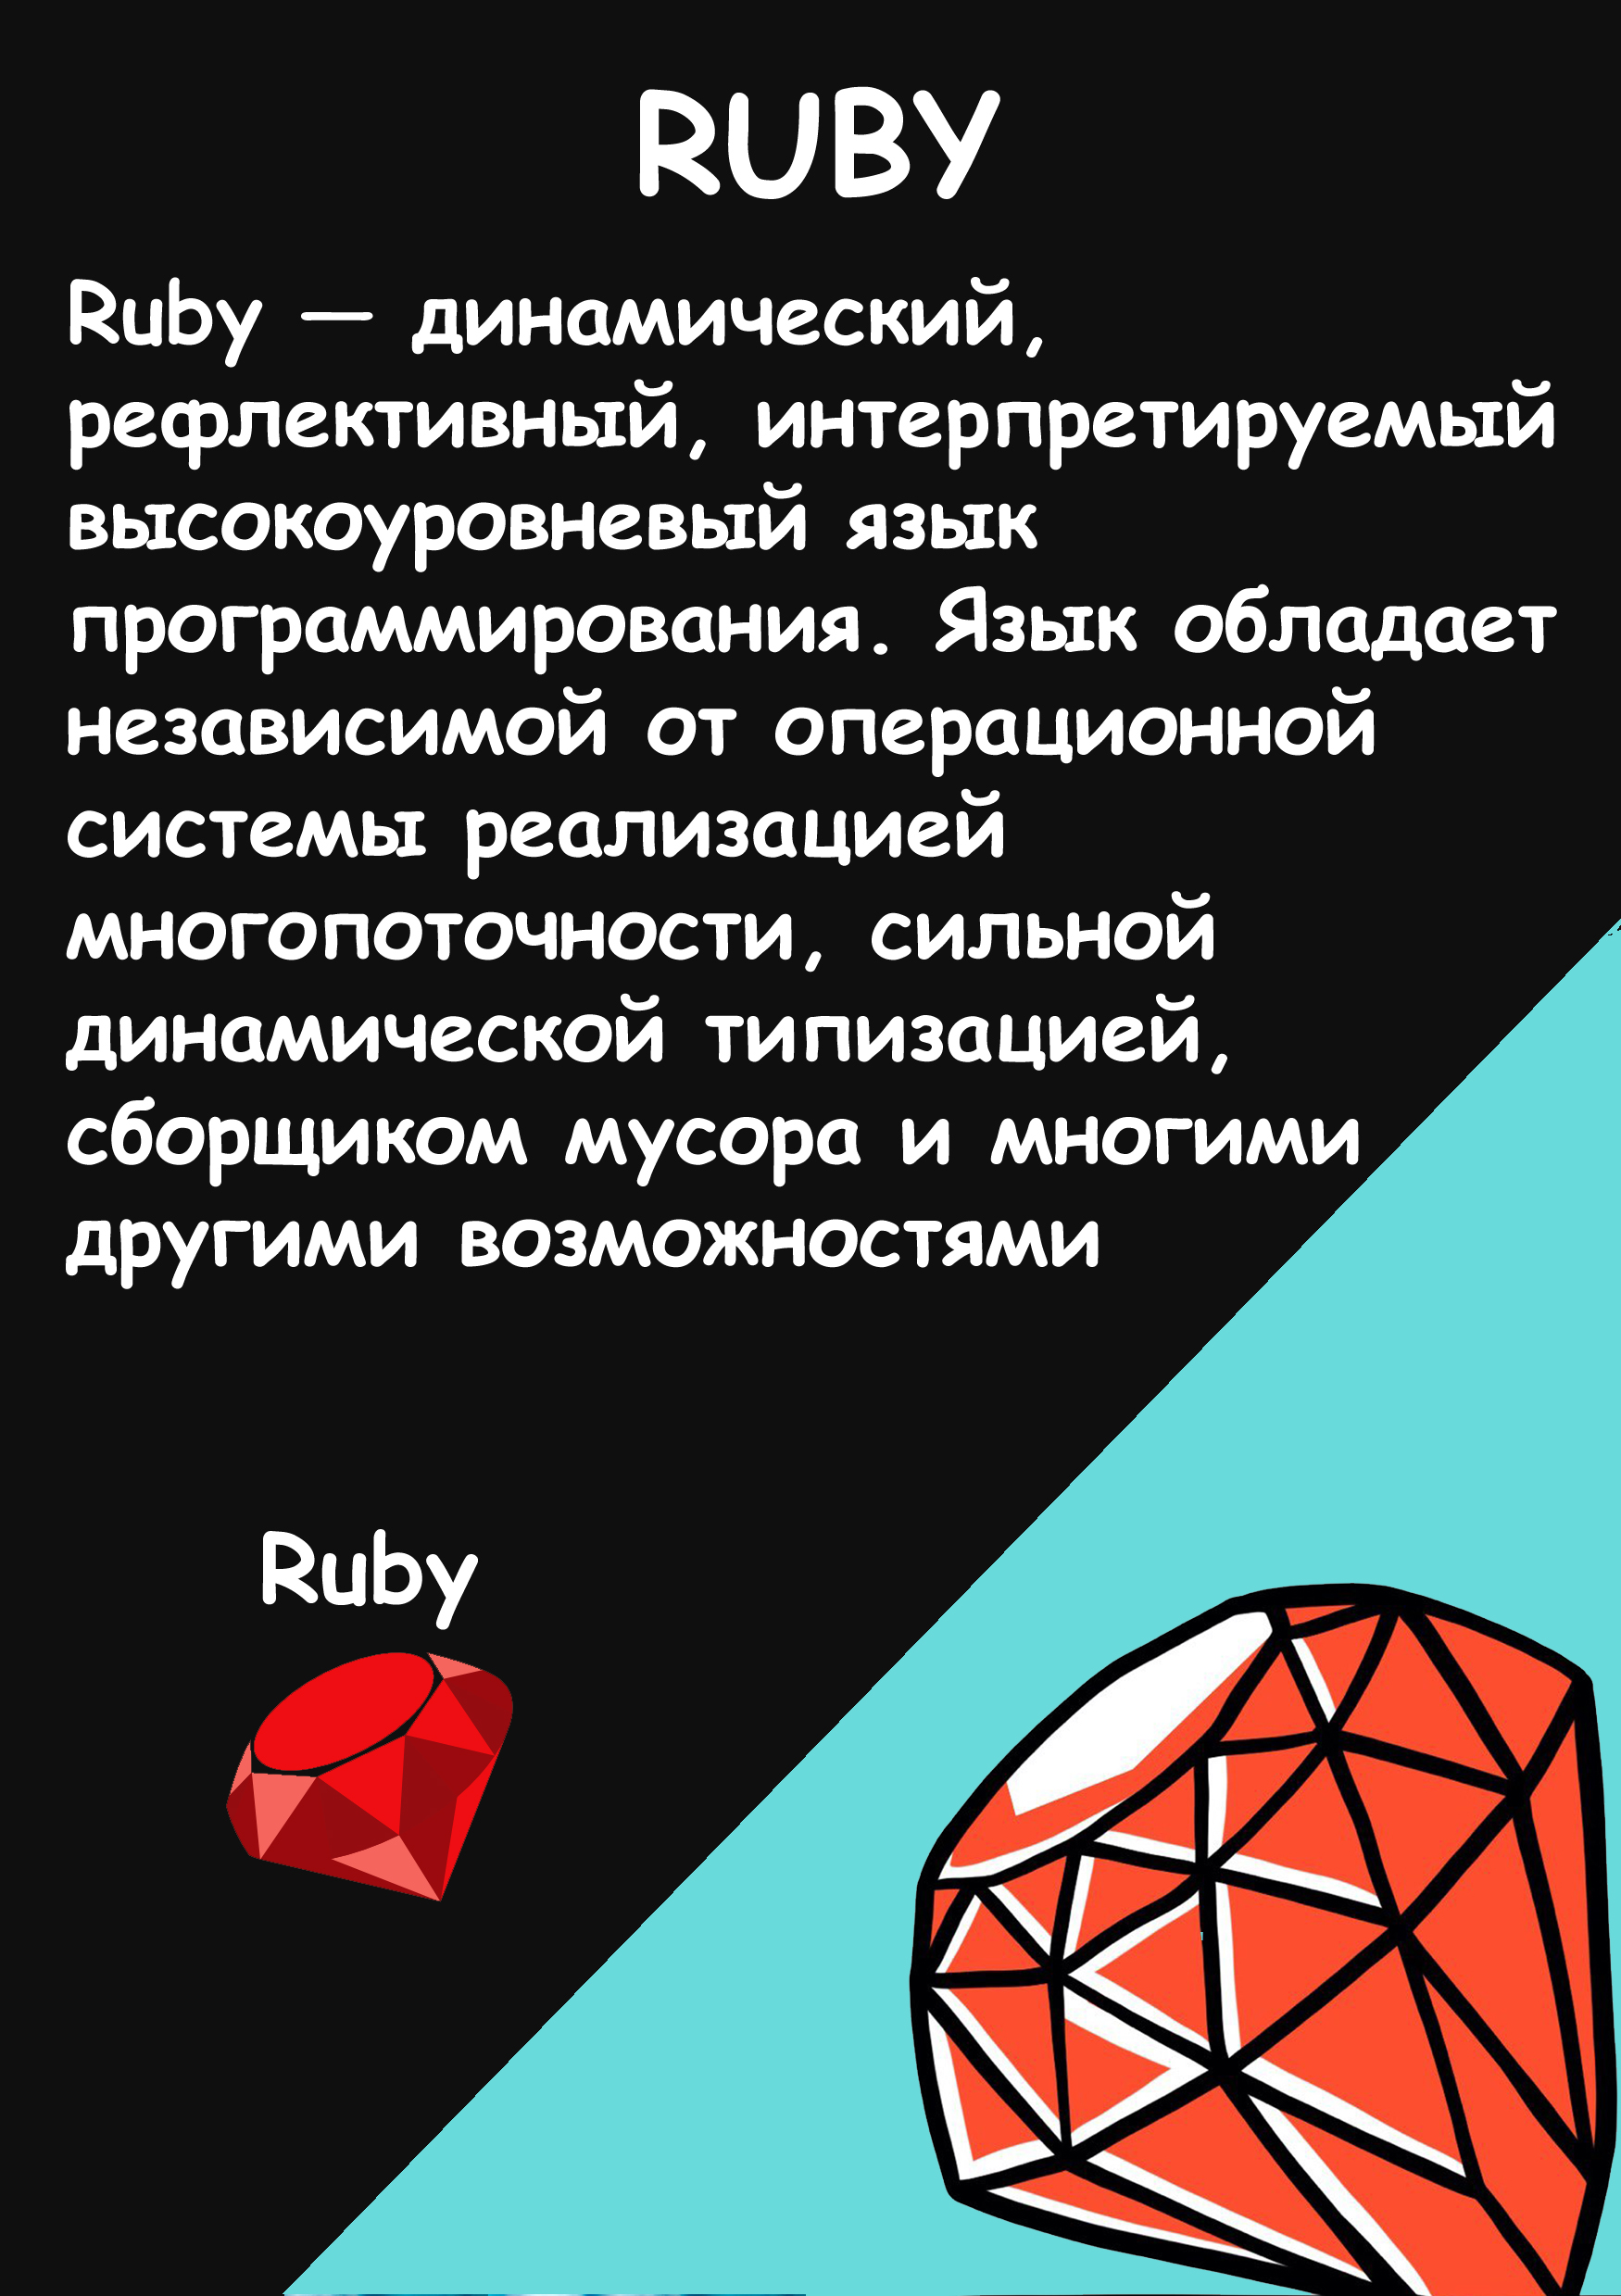 RUBY
Ruby — динамический,
рефлективный, интерпретируемый
высокоуровневый язык
программирования. Язык обладает
независимой от операционной
системы реализацией
многопоточности, сильной
динамической типизацией,
сборщиком мусора и многими
другими возможностями
Ruby